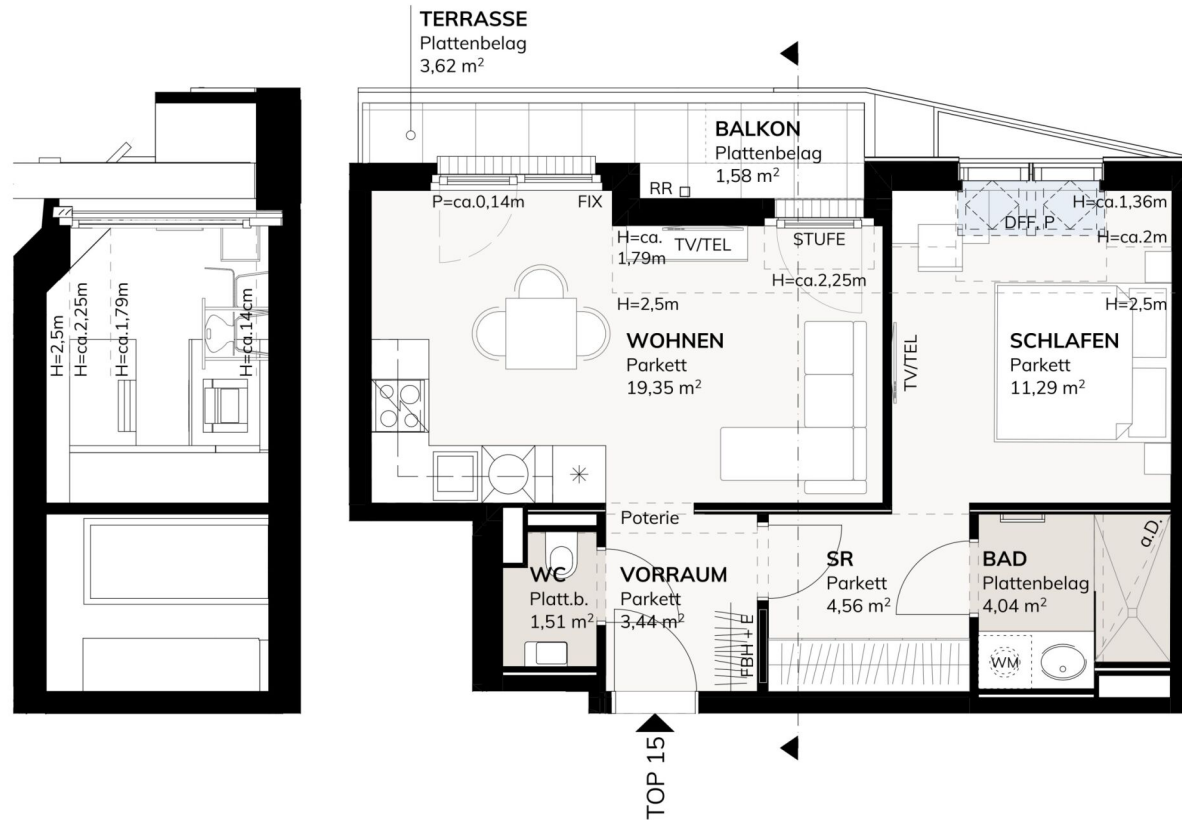 TERRASSE
Plattenbelag
3,62 m²
BALKON
Plattenbelag
1,58 m²
RR
P=ca.0,14m
FIX
H=ca.
1,79m
TV/TEL
STUFE
H=ca.2,25m
H=2,5m
H=ca.1,36m
DFF, P
H=ca.2m
H=2,5m
H=2,5m
H=ca.2,25m
H=ca.1,79m
H=ca.14cm
WOHNEN
Parkett
19,35 m²
TV/TEL
SCHLAFEN
Parkett
11,29 m²
Poterie
WC
Platt.b.
1,51 m²
VORRAUM
Parkett
3,44 m²
FBH + E
SR
Parkett
4,56 m²
BAD
Plattenbelag
4,04 m²
a.D.
WM
TOP 15